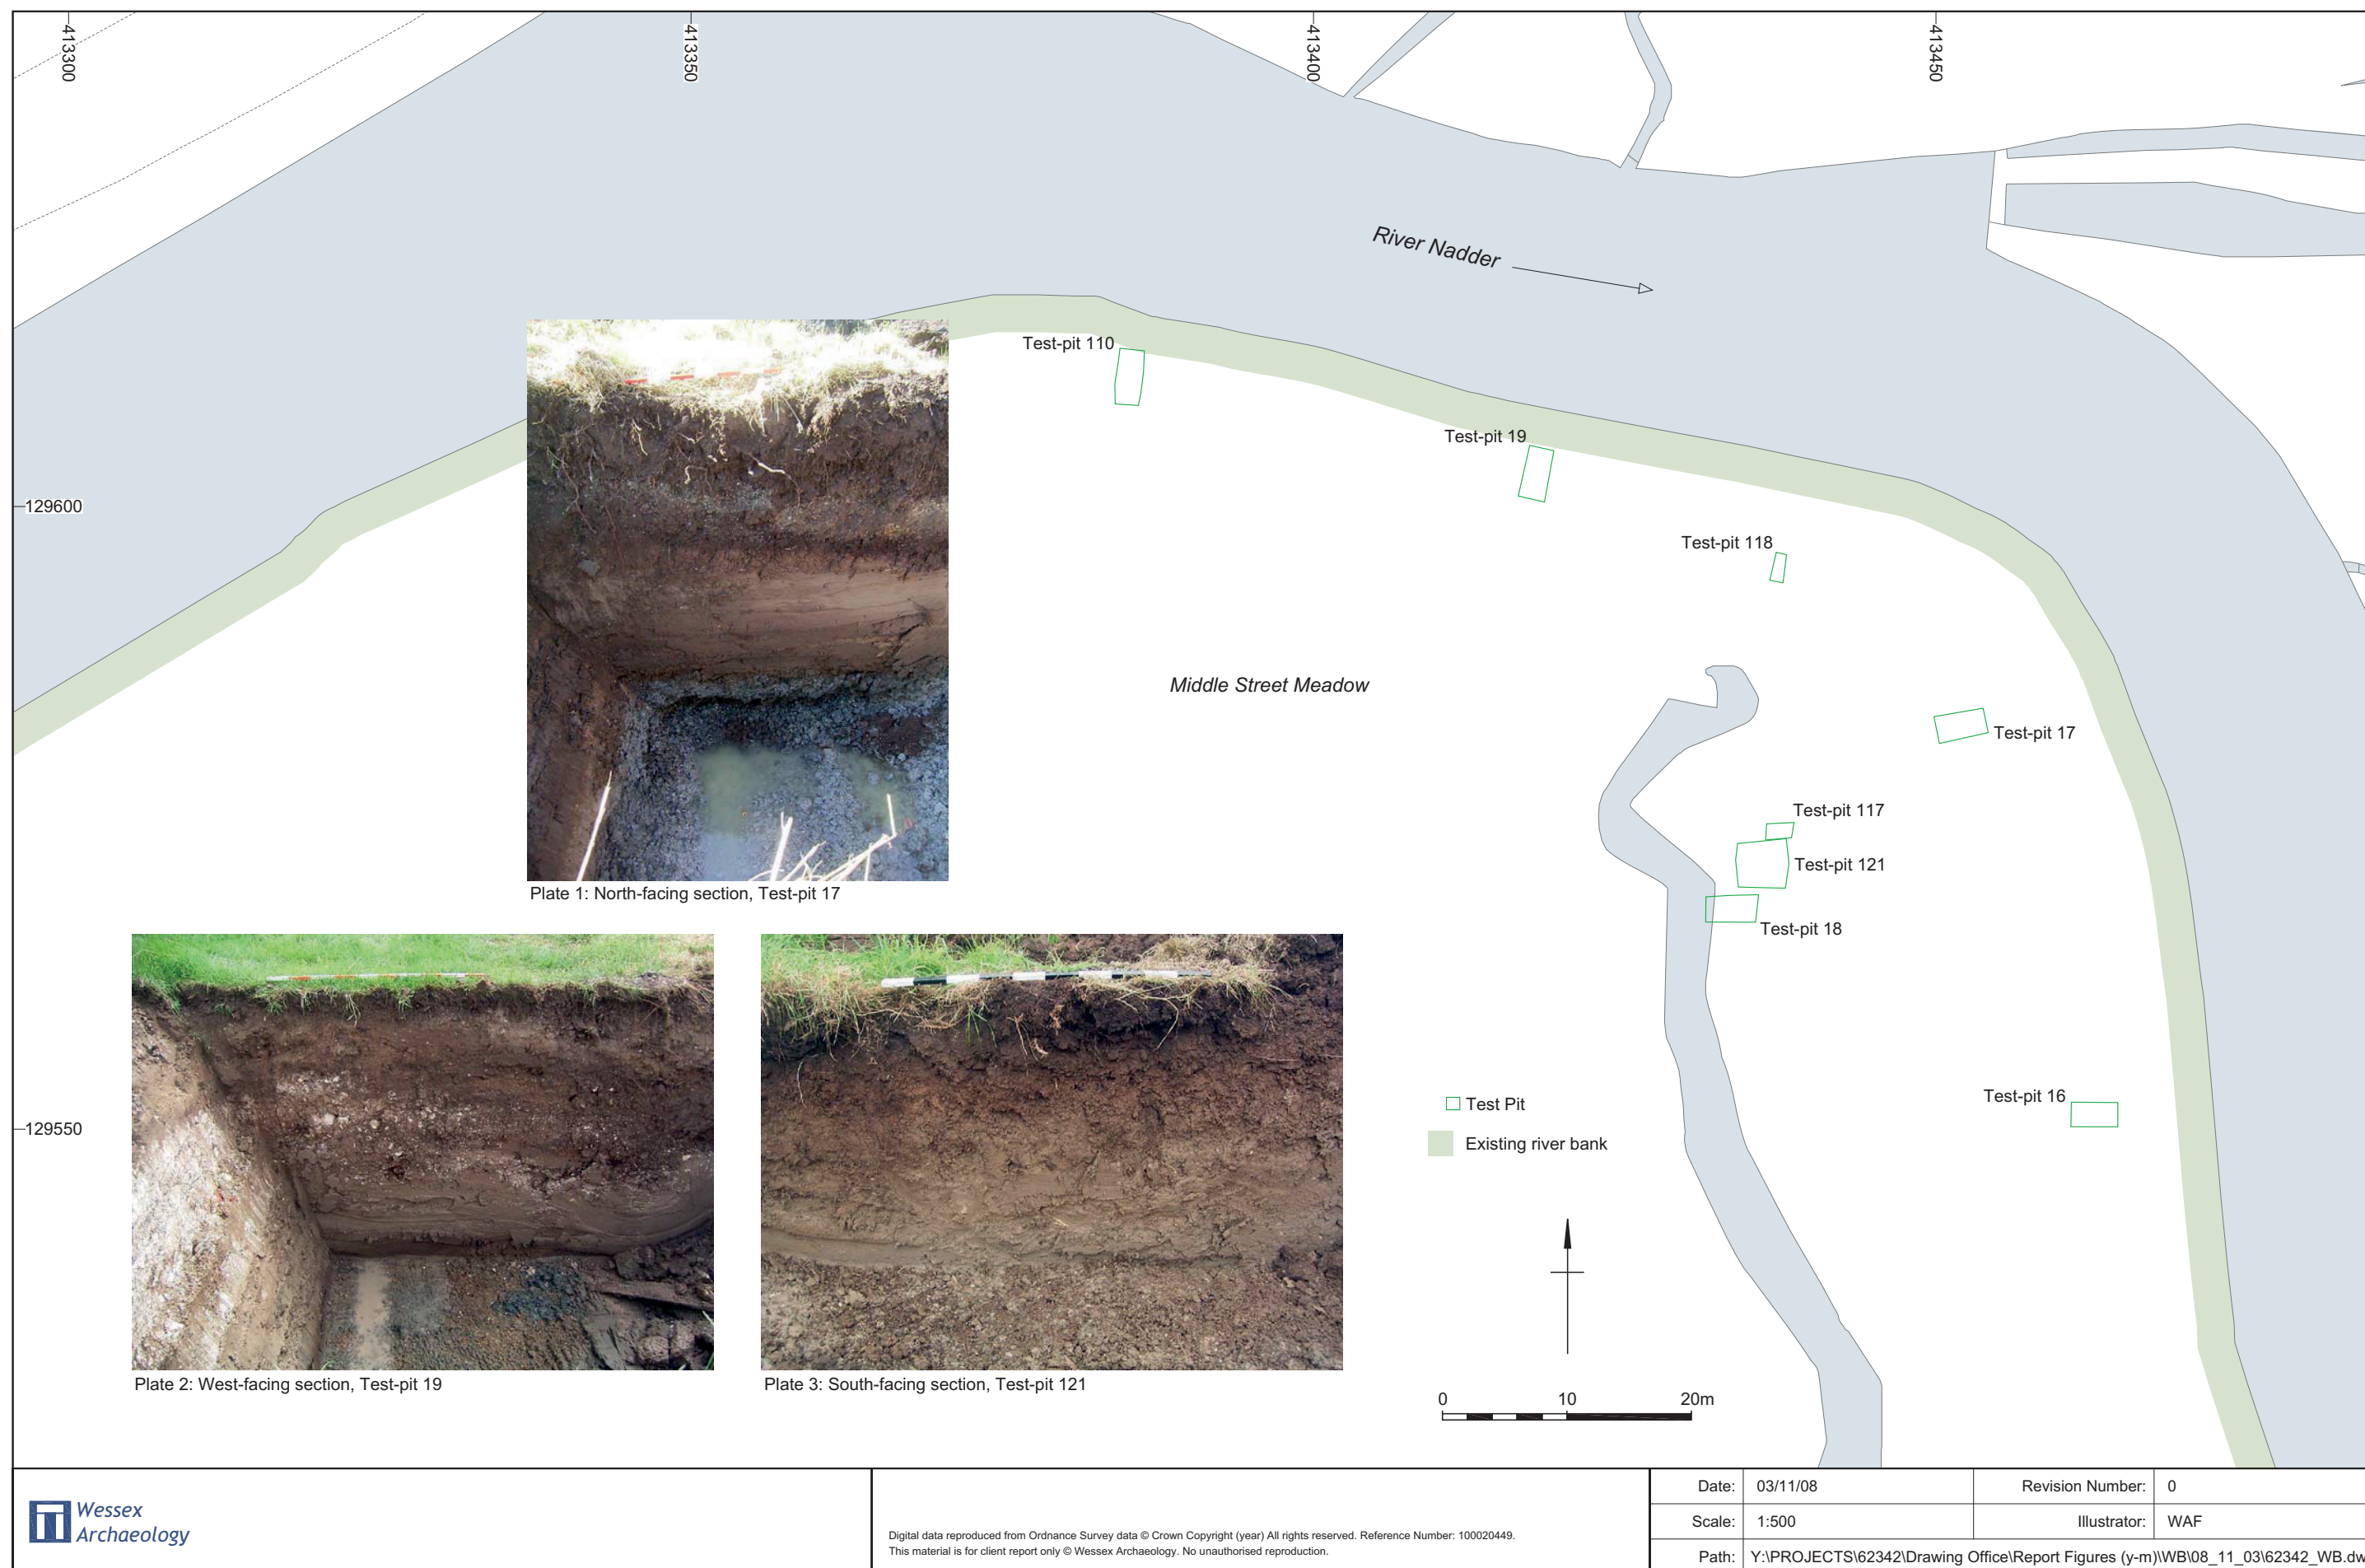 413300
413350
413400
413450
River Nadder
Test-pit 110
Test-pit 19
129600
Test-pit 118
Middle Street Meadow
Test-pit 17
Test-pit 117
Test-pit 121
Plate 1: North-facing section, Test-pit 17
Test-pit 18
Test-pit 16
Test Pit
129550
Existing river bank
Plate 2: West-facing section, Test-pit 19
Plate 3: South-facing section, Test-pit 121
0 10 20m
Wessex
Archaeology
Digital data reproduced from Ordnance Survey data © Crown Copyright (year) All rights reserved. Reference Number: 100020449.
This material is for client report only © Wessex Archaeology. No unauthorised reproduction.
Date: 03/11/08 Revision Number: 0
Scale: 1:500 Illustrator: WAF
Path: Y:\PROJECTS\62342\Drawing Office\Report Figures (y-m)\WB\08_11_03\62342_WB.dw